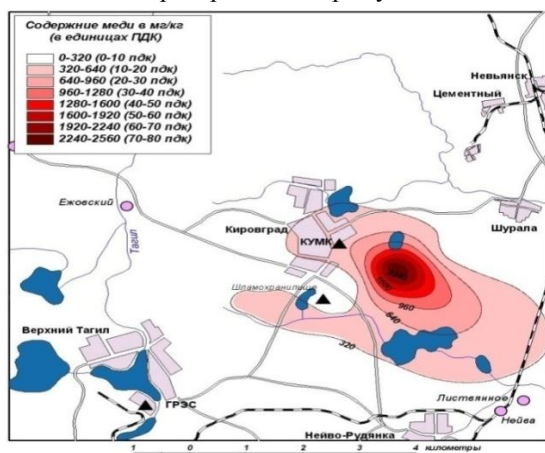 Содержние меди в мг/кг
(в единицах ПДК)
0-320 (0-10 пдк)
320-640 (10-20 пдк)
640-960 (20-30 пдк)
960-1280 (30-40 пдк)
1280-1600 (40-50 пдк)
1600-1920 (50-60 пдк)
1920-2240 (60-70 пдк)
2240-2560 (70-80 пдк)
Невьянск
Цементный
Ежовский
Тагил
Шурала
Кировград
КУМК
Шламохранилище
960
640
320
Верхний Тагил
ГРЭС
Листвянное
Нейва
Нейво-Рудянка
1 0 1 2 3 4 километры